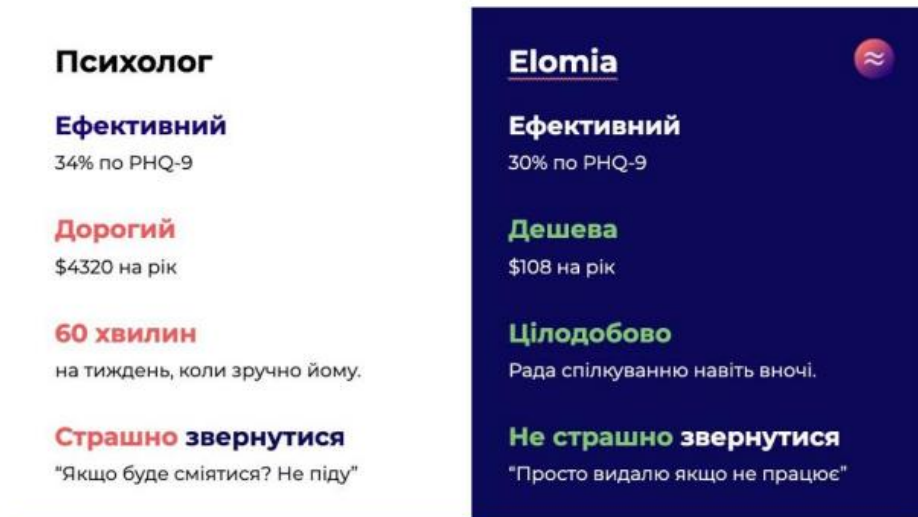 Психолог
Ефективний
34% по PHQ-9
Дорогий
$4320 на рік
60 хвилин
на тиждень, коли зручно йому.
Страшно звернутися
“Якщо буде сміятися? Не піду”
Elomia
Ефективний
30% по PHQ-9
Дешева
$108 на рік
Цілодобово
Рада спілкуванню навіть вночі.
Не страшно звернутися
“Просто видалю якщо не працює”